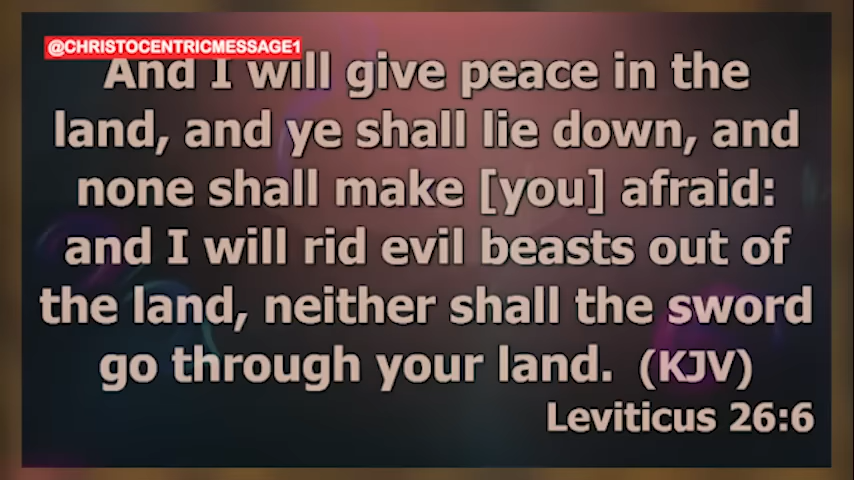 @CHRISTOCENTRICMESSAGE1
And I will give peace in the
land, and ye shall lie down, and
none shall make [you] afraid:
and I will rid evil beasts out of
the land, neither shall the sword
go through your land. (KJV)
Leviticus 26:6